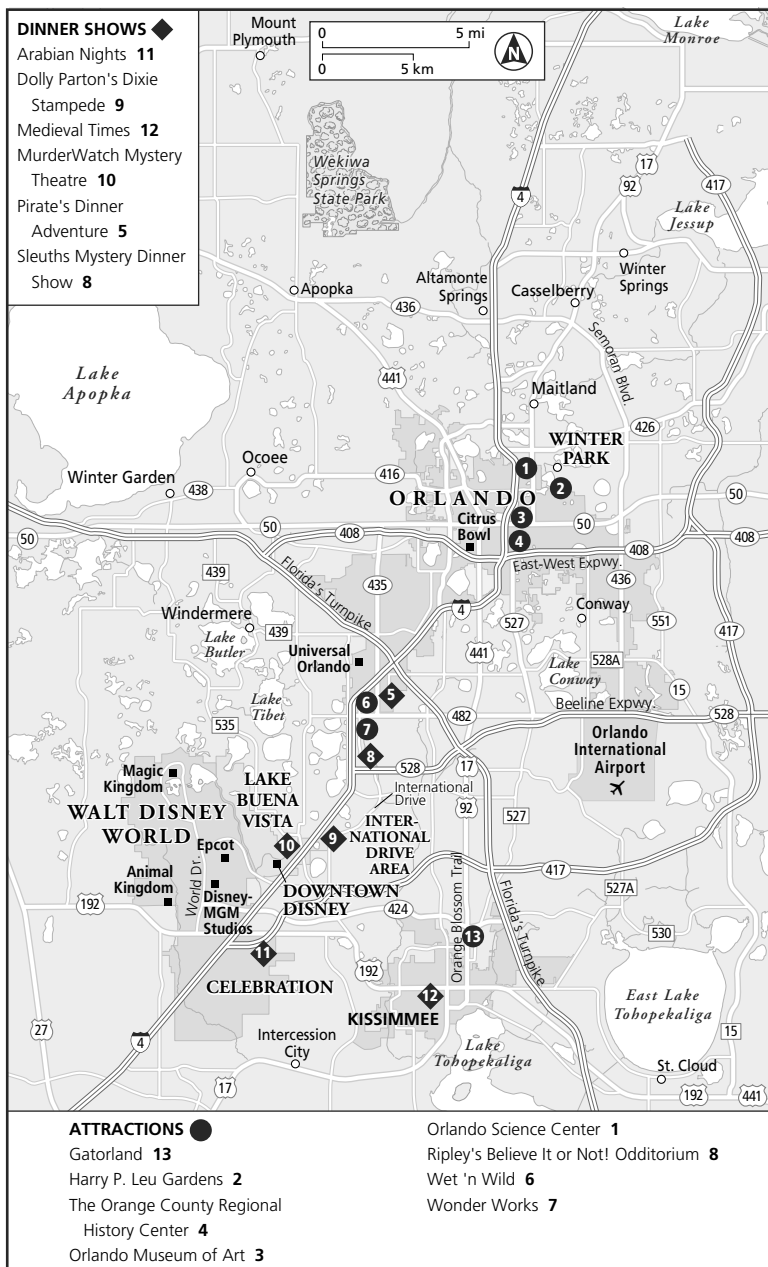 DINNER SHOWS
Arabian Nights 11
Dolly Parton's Dixie
Stampede 9
Medieval Times 12
MurderWatch Mystery
Theatre 10
Pirate's Dinner
Adventure 5
Sleuths Mystery Dinner
Show 8
0 5 mi
0 5 km
N
Mount
Plymouth
Lake
Monroe
Wekiwa
Springs
State Park
4
17
92
417
Lake
Jessup
Apopka
Altamonte
Springs
Casselberry
Winter
Springs
436
Semoran Blvd.
Lake
Apopka
441
Maitland
426
WINTER
PARK
1
2
Ocoee
Winter Garden
438
416
ORLANDO
Citrus
Bowl
3
4
50
50
50
50
408
408
408
East-West Expwy.
439
Florida's Turnpike
435
4
436
Windermere
Lake
Butler
439
527
Conway
551
417
441
Universal
Orlando
Lake
Conway
528A
15
Lake
Tibet
6
5
7
8
482
Beeline Expwy.
528
535
528
17
Orlando
International
Airport
Magic
Kingdom
LAKE
BUENA
VISTA
International
Drive
92
527
WALT DISNEY
WORLD
10
9
INTER-
NATIONAL
DRIVE
AREA
Epcot
World Dr.
Animal
Kingdom
Disney-
MGM
Studios
DOWNTOWN
DISNEY
417
192
424
Orange Blossom Trail
Florida's Turnpike
527A
13
530
11
192
CELEBRATION
12
KISSIMMEE
East Lake
Tohopekaliga
27
4
Intercession
City
Lake
Tohopekaliga
15
17
St. Cloud
192
441
ATTRACTIONS
Gatorland 13
Harry P. Leu Gardens 2
The Orange County Regional
History Center 4
Orlando Museum of Art 3
Orlando Science Center 1
Ripley's Believe It or Not! Odditorium 8
Wet 'n Wild 6
Wonder Works 7